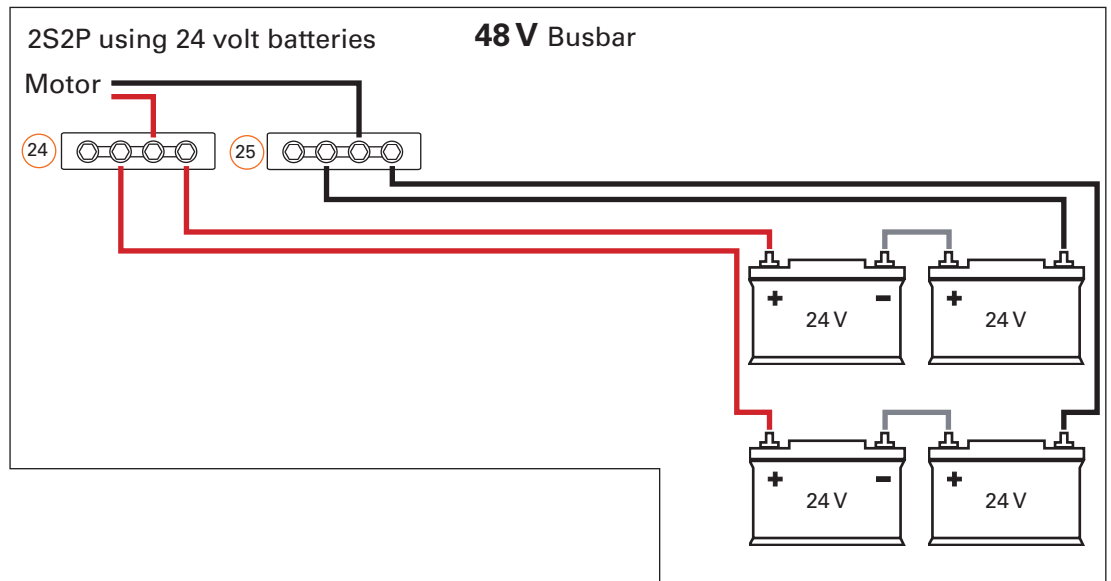 2S2P using 24 volt batteries
48 V Busbar
Motor
24
25
+ − +
24 V 24 V
+ − +
24 V 24 V